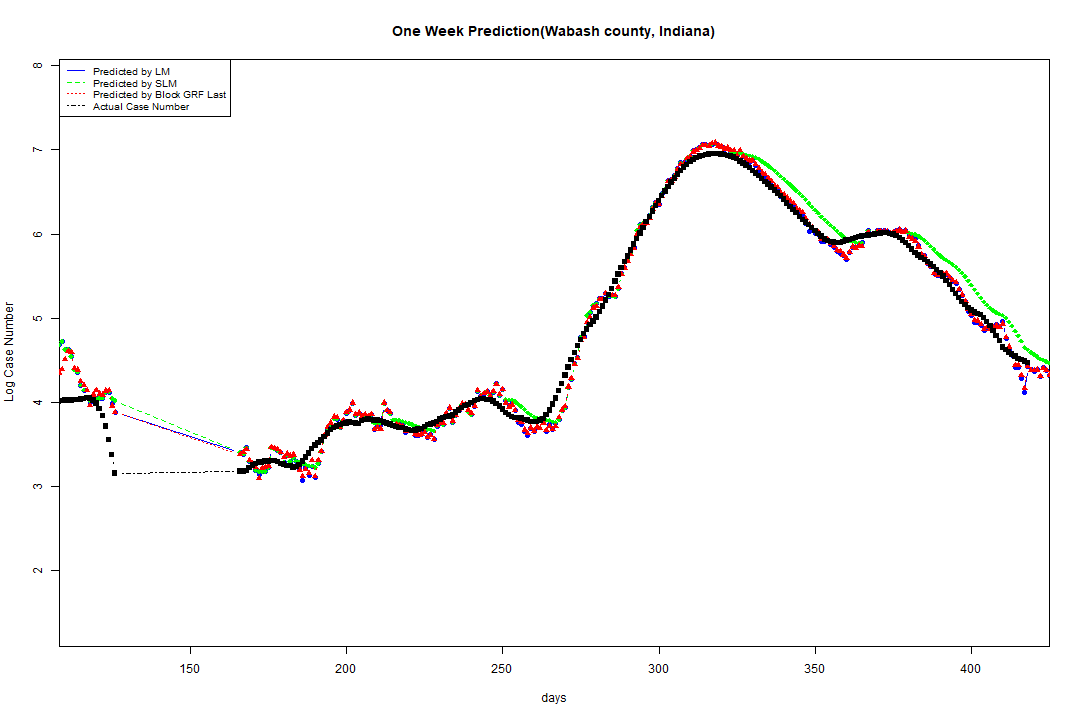 One Week Prediction(Wabash county, Indiana)
Predicted by LM
Predicted by SLM
Predicted by Block GRF Last
Actual Case Number
8
7
6
5
4
3
2
Log Case Number
150 200 250 300 350 400
days